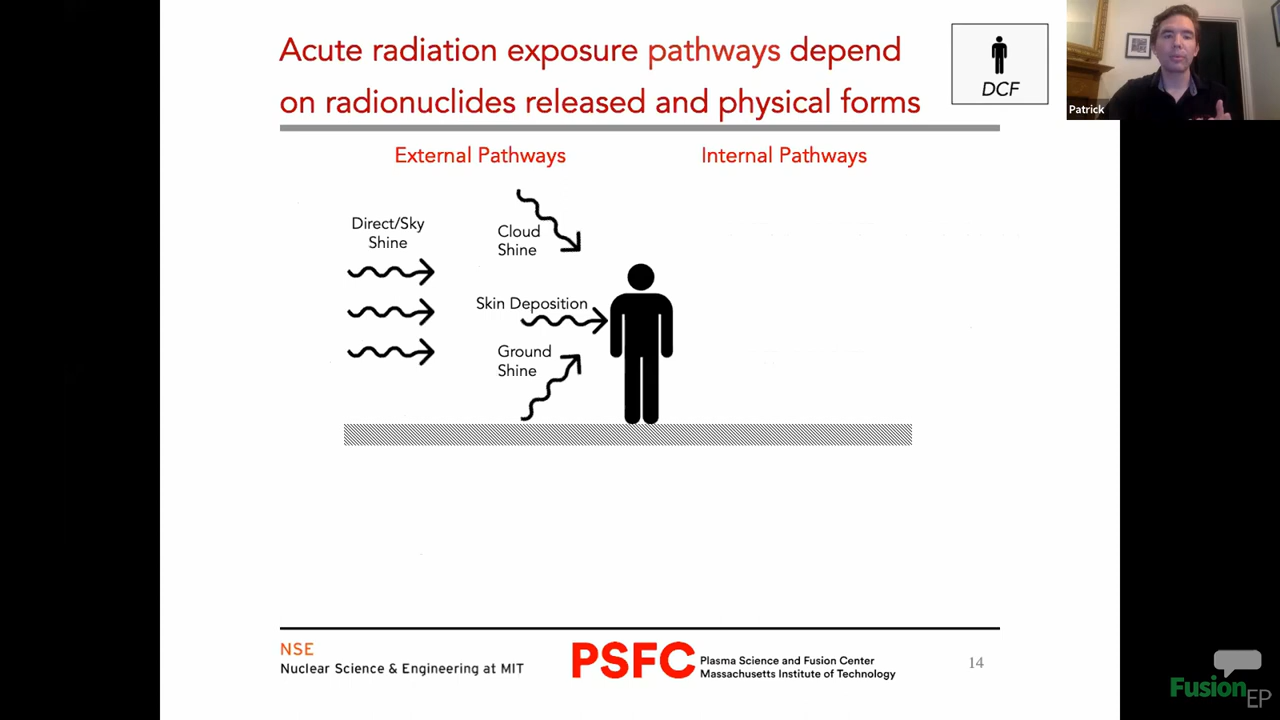 Acute radiation exposure pathways depend
on radionuclides released and physical forms
DCF
Patrick
External Pathways
Internal Pathways
Direct/Sky
Shine
Cloud
Shine
Skin Deposition
Ground
Shine
NSE
Nuclear Science & Engineering at MIT
PSFC
Plasma Science and Fusion Center
Massachusetts Institute of Technology
14
Fusion
EP